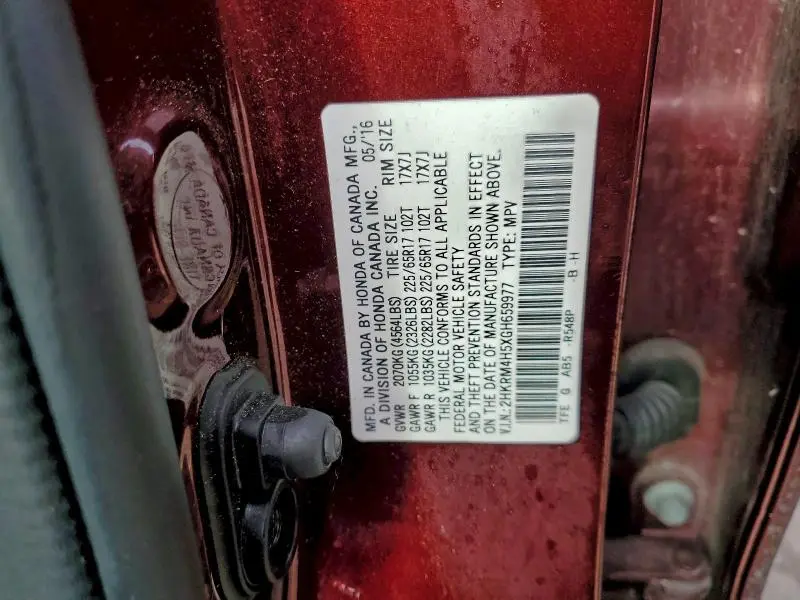 MFD. IN CANADA BY HONDA OF CANADA MFG.,
A DIVISION OF HONDA CANADA INC. 05/'16
GVWR 2070KG(4564LBS) TIRE SIZE RIM SIZE
GAWR F 1055KG(2326LBS) 225/65R17 102T 17X7J
GAWR R 1035KG(2282LBS) 225/65R17 102T 17X7J
THIS VEHICLE CONFORMS TO ALL APPLICABLE
FEDERAL MOTOR VEHICLE SAFETY
AND THEFT PREVENTION STANDARDS IN EFFECT
ON THE DATE OF MANUFACTURE SHOWN ABOVE.
V.I.N.: 2HKRM4H5XGH659977 TYPE: MPV
TFE G AB5 -R548P -B-H